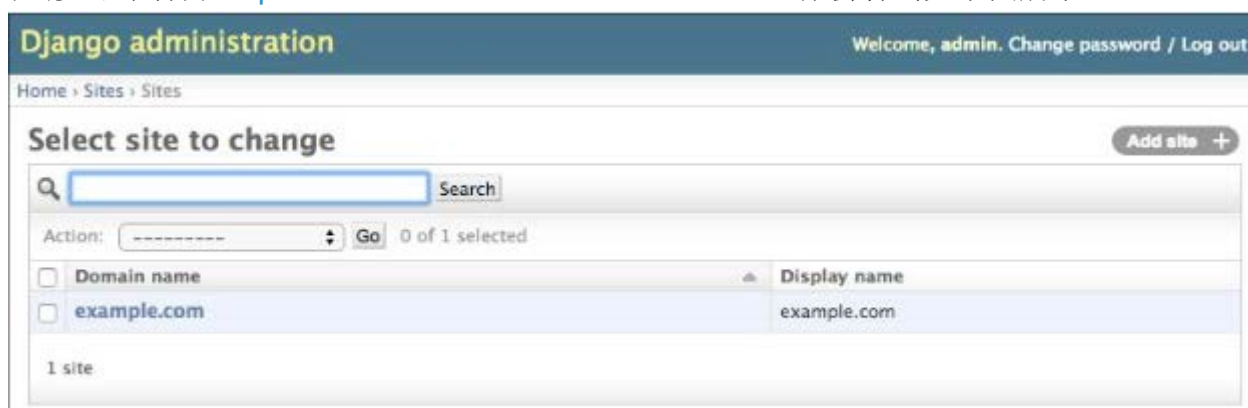 Django administration
Welcome, admin. Change password / Log out
Home › Sites › Sites
Select site to change
Add site +
Search
Action: --------- Go 0 of 1 selected
Domain name Display name
example.com example.com
1 site